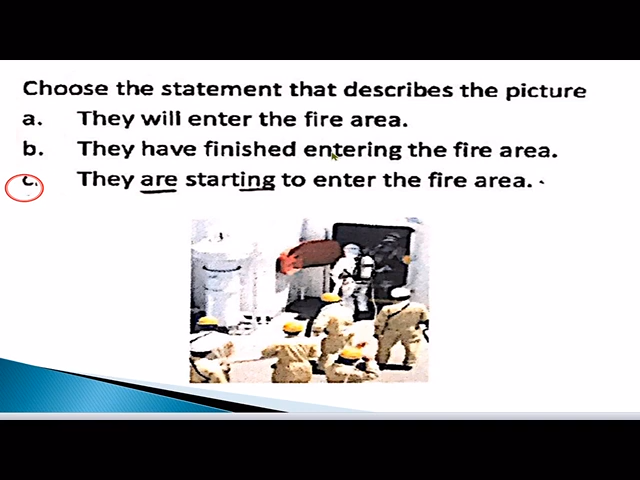 Choose the statement that describes the picture
a. They will enter the fire area.
b. They have finished entering the fire area.
c. They are starting to enter the fire area.